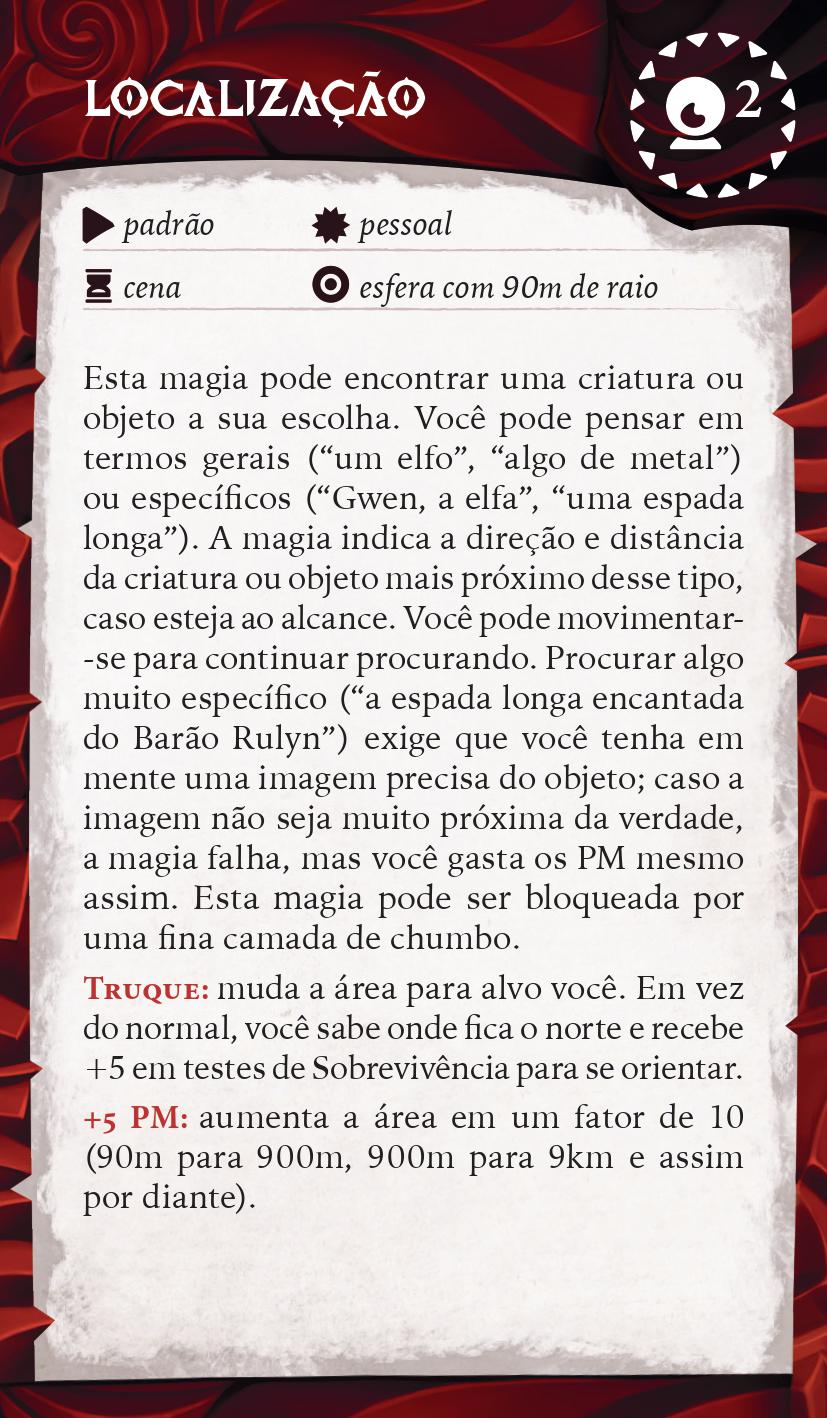 LOCALIZAÇÃO
2
padrão
pessoal
cena
esfera com 90m de raio
Esta magia pode encontrar uma criatura ou
objeto a sua escolha. Você pode pensar em
termos gerais (“um elfo”, “algo de metal”)
ou específicos (“Gwen, a elfa”, “uma espada
longa”). A magia indica a direção e distância
da criatura ou objeto mais próximo desse tipo,
caso esteja ao alcance. Você pode movimentar-
-se para continuar procurando. Procurar algo
muito específico (“a espada longa encantada
do Barão Rulyn”) exige que você tenha em
mente uma imagem precisa do objeto; caso a
imagem não seja muito próxima da verdade,
a magia falha, mas você gasta os PM mesmo
assim. Esta magia pode ser bloqueada por
uma fina camada de chumbo.
TRUQUE: muda a área para alvo você. Em vez
do normal, você sabe onde fica o norte e recebe
+5 em testes de Sobrevivência para se orientar.
+5 PM: aumenta a área em um fator de 10
(90m para 900m, 900m para 9km e assim
por diante).